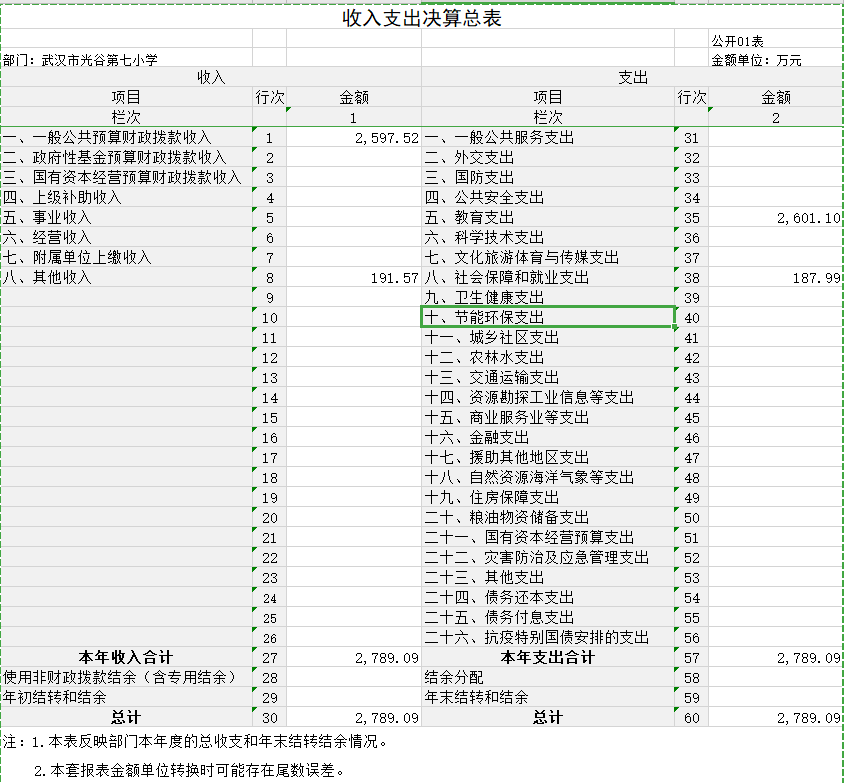 收入支出决算总表
公开01表
部门：武汉市光谷第七小学 金额单位：万元
收入 支出
项目 行次 金额 项目 行次 金额
栏次 1 栏次 2
一、一般公共预算财政拨款收入 1 2,597.52 一、一般公共服务支出 31
二、政府性基金预算财政拨款收入 2 二、外交支出 32
三、国有资本经营预算财政拨款收入 3 三、国防支出 33
四、上级补助收入 4 四、公共安全支出 34
五、事业收入 5 五、教育支出 35 2,601.10
六、经营收入 6 六、科学技术支出 36
七、附属单位上缴收入 7 七、文化旅游体育与传媒支出 37
八、其他收入 8 191.57 八、社会保障和就业支出 38 187.99
9 九、卫生健康支出 39
10 十、节能环保支出 40
11 十一、城乡社区支出 41
12 十二、农林水支出 42
13 十三、交通运输支出 43
14 十四、资源勘探工业信息等支出 44
15 十五、商业服务业等支出 45
16 十六、金融支出 46
17 十七、援助其他地区支出 47
18 十八、自然资源海洋气象等支出 48
19 十九、住房保障支出 49
20 二十、粮油物资储备支出 50
21 二十一、国有资本经营预算支出 51
22 二十二、灾害防治及应急管理支出 52
23 二十三、其他支出 53
24 二十四、债务还本支出 54
25 二十五、债务付息支出 55
26 二十六、抗疫特别国债安排的支出 56
本年收入合计 27 2,789.09 本年支出合计 57 2,789.09
使用非财政拨款结余（含专用结余） 28 结余分配 58
年初结转和结余 29 年末结转和结余 59
总计 30 2,789.09 总计 60 2,789.09
注：1.本表反映部门本年度的总收支和年末结转结余情况。
2.本套报表金额单位转换时可能存在尾数误差。